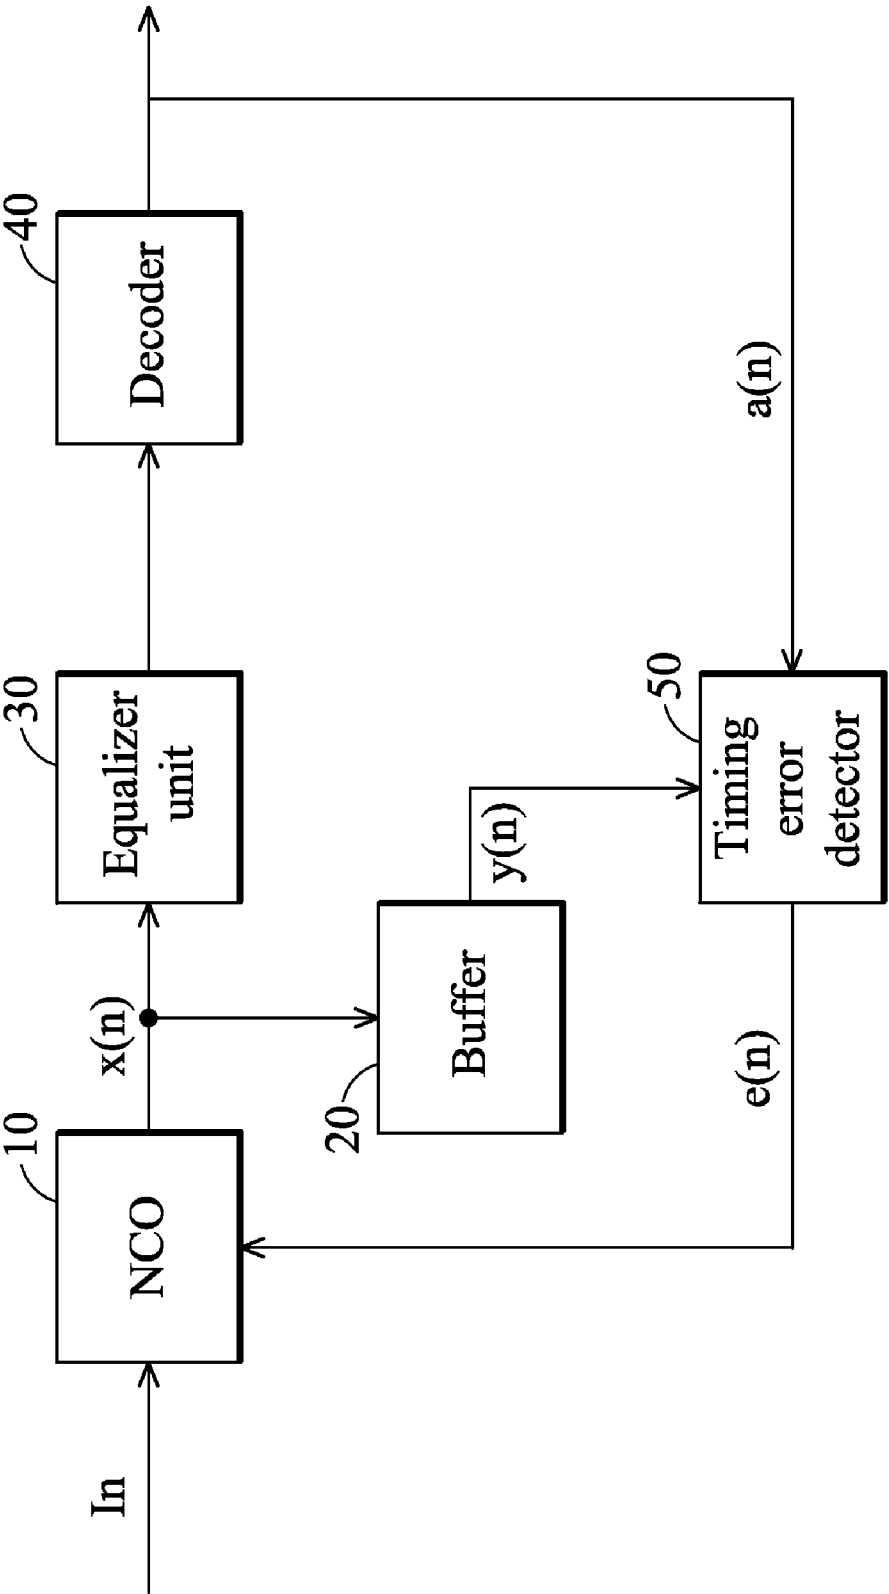 In
10
NCO
x(n)
30
Equalizer
unit
40
Decoder
20
Buffer
y(n)
50
Timing
error
detector
e(n)
a(n)